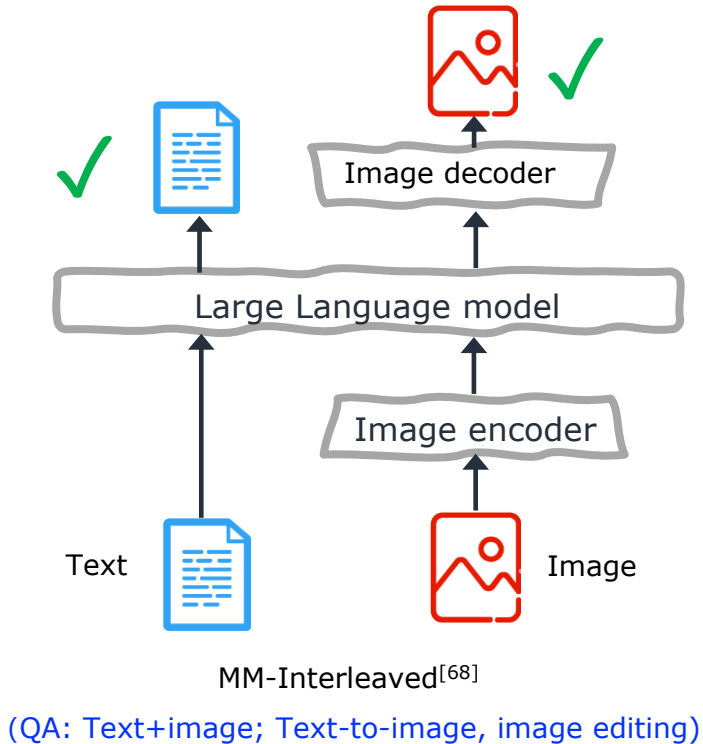 Image decoder
Large Language model
Image encoder
Text
Image
MM-Interleaved[68]
(QA: Text+image; Text-to-image, image editing)